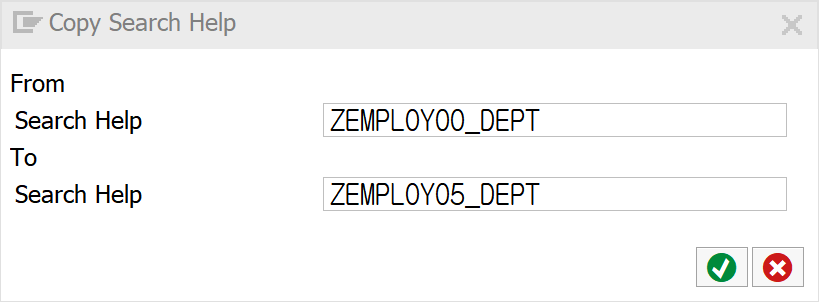 Copy Search Help
From
Search Help ZEMPLOY00_DEPT
To
Search Help ZEMPLOY05_DEPT